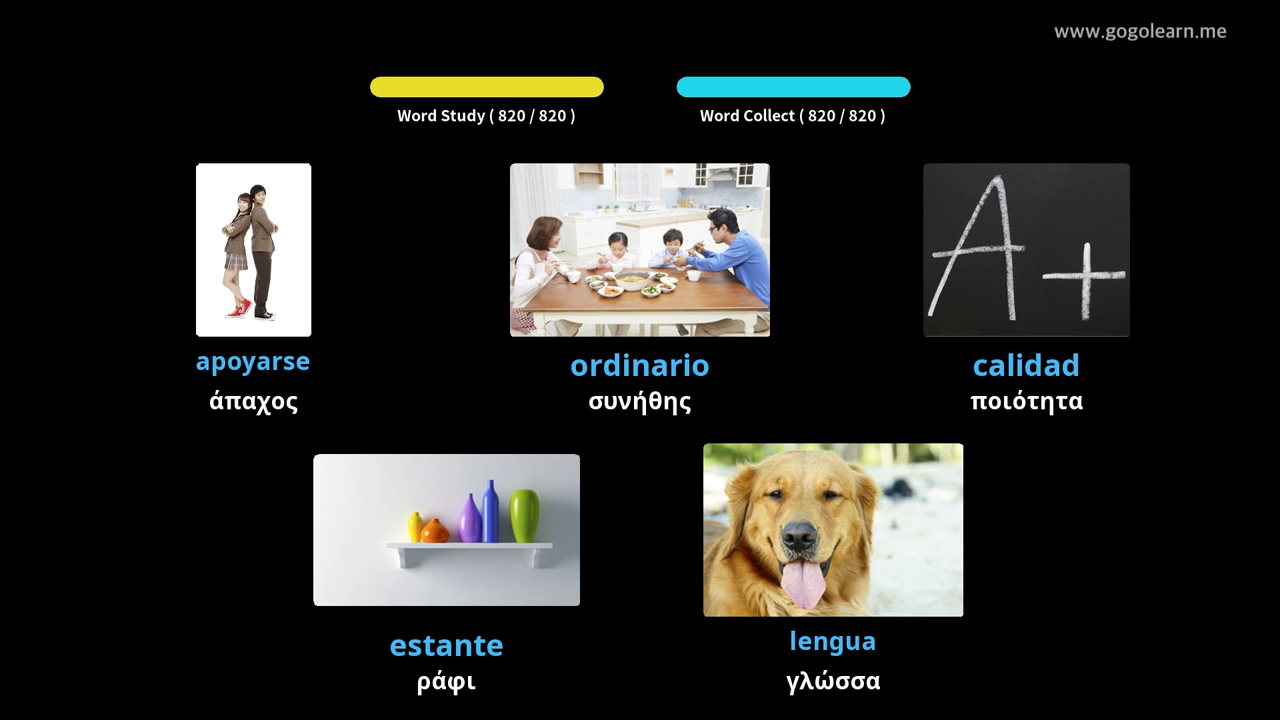 www.gogolearn.me
Word Study ( 820 / 820 )
Word Collect ( 820 / 820 )
A+
apoyarse
άπαχος
ordinario
συνήθης
calidad
ποιότητα
estante
ράφι
lengua
γλώσσα